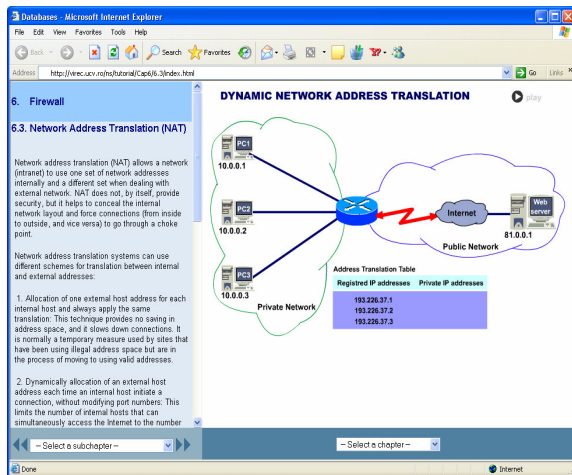 Databases - Microsoft Internet Explorer
File Edit View Favorites Tools Help
Back Search Favorites
Address http://virec.ucv.ro/ns/tutorial/Cap6/6.3/index.html Go Links
6. Firewall
6.3. Network Address Translation (NAT)
Network address translation (NAT) allows a network
(intranet) to use one set of network addresses
internally and a different set when dealing with
external network. NAT does not, by itself, provide
security, but it helps to conceal the internal
network layout and force connections (from inside
to outside, and vice versa) to go through a choke
point.
Network address translation systems can use
different schemes for translation between internal
and external addresses:
1. Allocation of one external host address for each
internal host and always apply the same
translation: This technique provides no saving in
address space, and it slows down connections. It
is normally a temporary measure used by sites that
have been using illegal address space but are in
the process of moving to using valid addresses.
2. Dynamically allocation of an external host
address each time an internal host initiate a
connection, without modifying port numbers: This
limits the number of internal hosts that can
simultaneously access the Internet to the number
– Select a subchapter –
DYNAMIC NETWORK ADDRESS TRANSLATION
play
PC1
10.0.0.1
PC2
10.0.0.2
PC3
10.0.0.3
Private Network
Internet
Web
server
81.0.0.1
Public Network
Address Translation Table
Registred IP addresses Private IP addresses
193.226.37.1
193.226.37.2
193.226.37.3
– Select a chapter –
Done
Internet